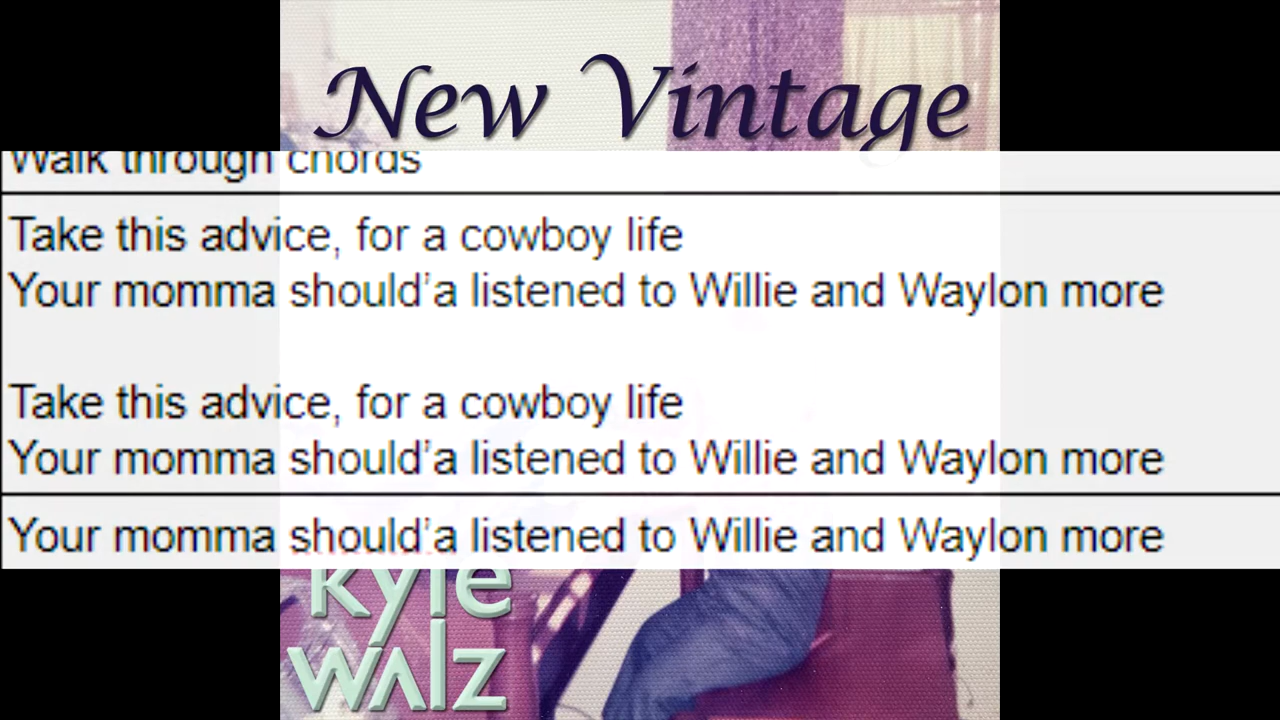 New Vintage
Walk through chords
Take this advice, for a cowboy life
Your momma should’a listened to Willie and Waylon more
Take this advice, for a cowboy life
Your momma should’a listened to Willie and Waylon more
Your momma should’a listened to Willie and Waylon more
kyle
walz